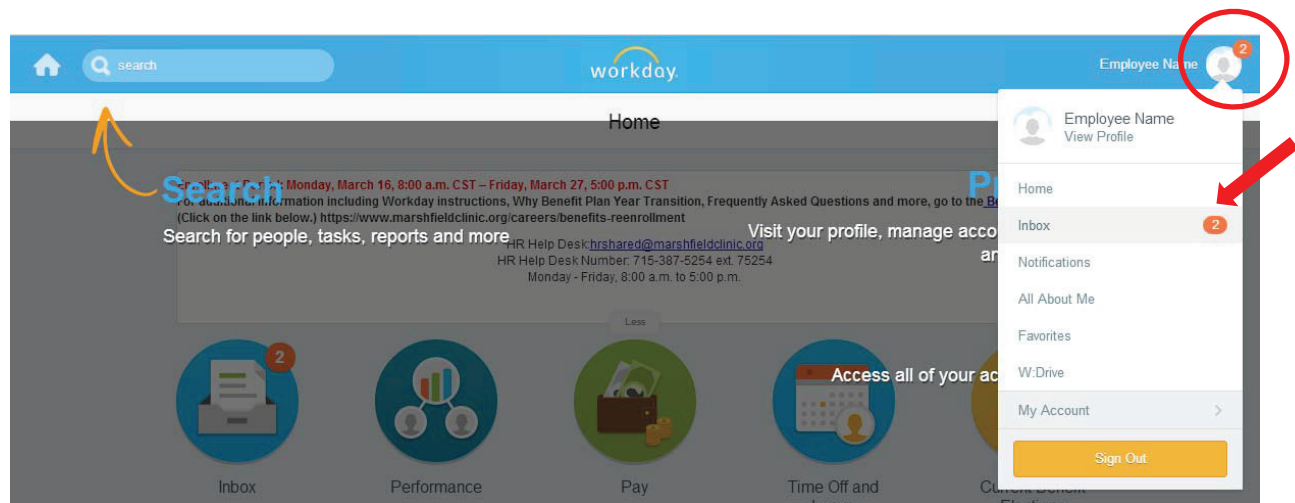 search
workday.
Employee Name
2
Home
Employee Name
View Profile
Home
Inbox
2
Notifications
All About Me
Favorites
W:Drive
My Account
Sign Out
Search
Search for people, tasks, reports and more
Monday, March 16, 8:00 a.m. CST – Friday, March 27, 5:00 p.m. CST
information including Workday instructions, Why Benefit Plan Year Transition, Frequently Asked Questions and more, go to the
(Click on the link below.) https://www.marshfieldclinic.org/careers/benefits-reenrollment
HR Help Desk:hrshared@marshfieldclinic.org
HR Help Desk Number: 715-387-5254 ext. 75254
Monday - Friday, 8:00 a.m. to 5:00 p.m.
Visit your profile, manage
Less
Access all of your
2
Inbox
Performance
Pay
Time Off and
Current Benefit